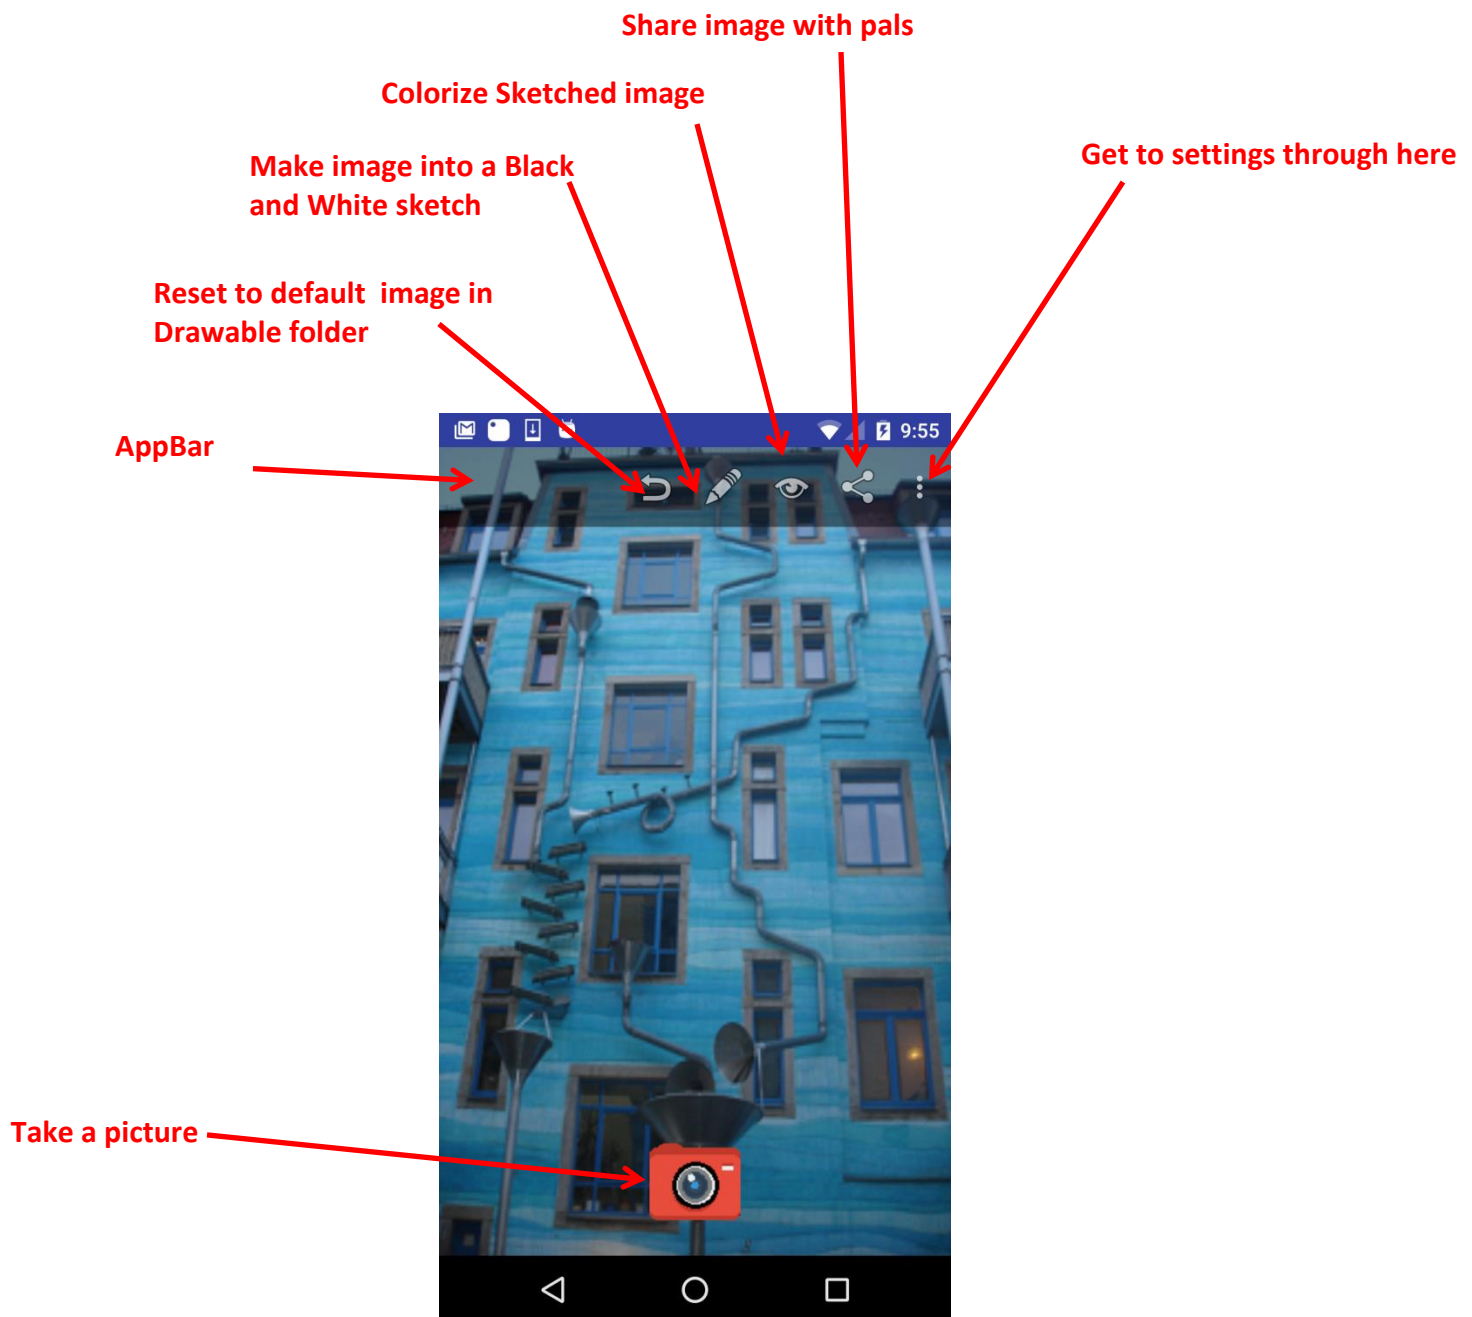 Share image with pals
Colorize Sketched image
Get to settings through here
Make image into a Black
and White sketch
Reset to default  image in
Drawable folder
AppBar
9:55
Take a picture